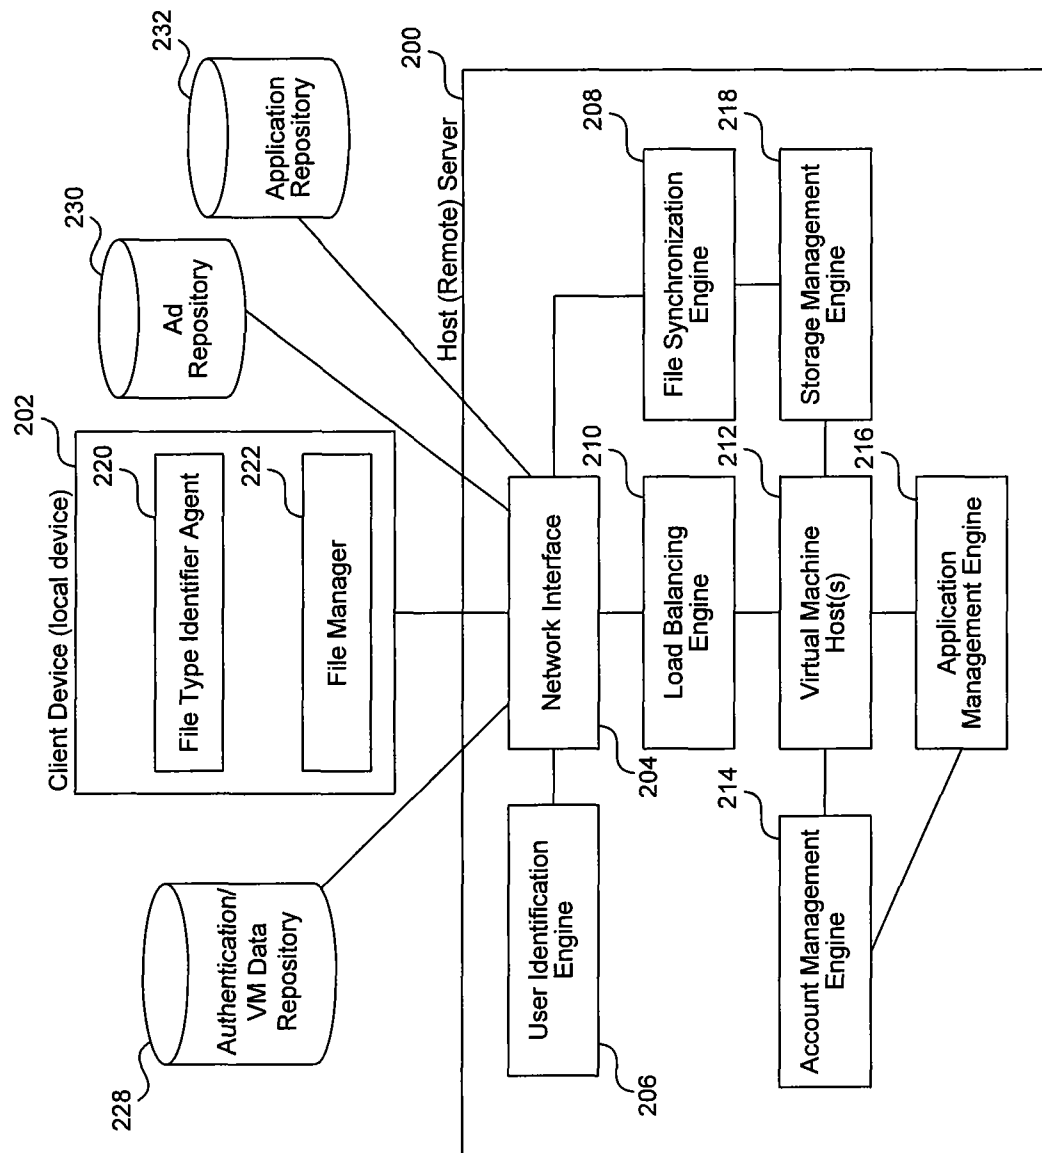 Client Device (local device)
202
File Type Identifier Agent
220
File Manager
222
Authentication/
VM Data
Repository
228
Ad
Repository
230
Application
Repository
232
Host (Remote) Server
200
Network Interface
204
User Identification
Engine
206
Load Balancing
Engine
210
File Synchronization
Engine
208
Account Management
Engine
214
Virtual Machine
Host(s)
212
Storage Management
Engine
218
Application
Management Engine
216